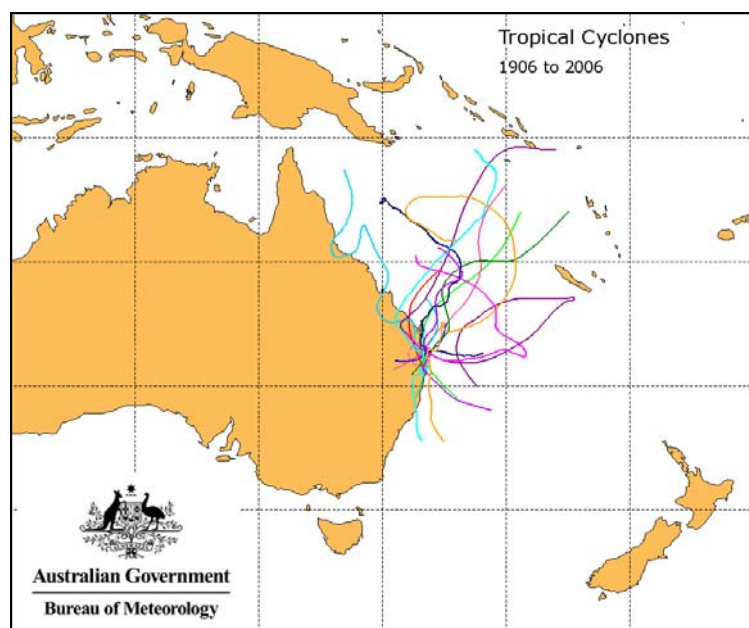 Tropical Cyclones
1906 to 2006
Australian Government
Bureau of Meteorology